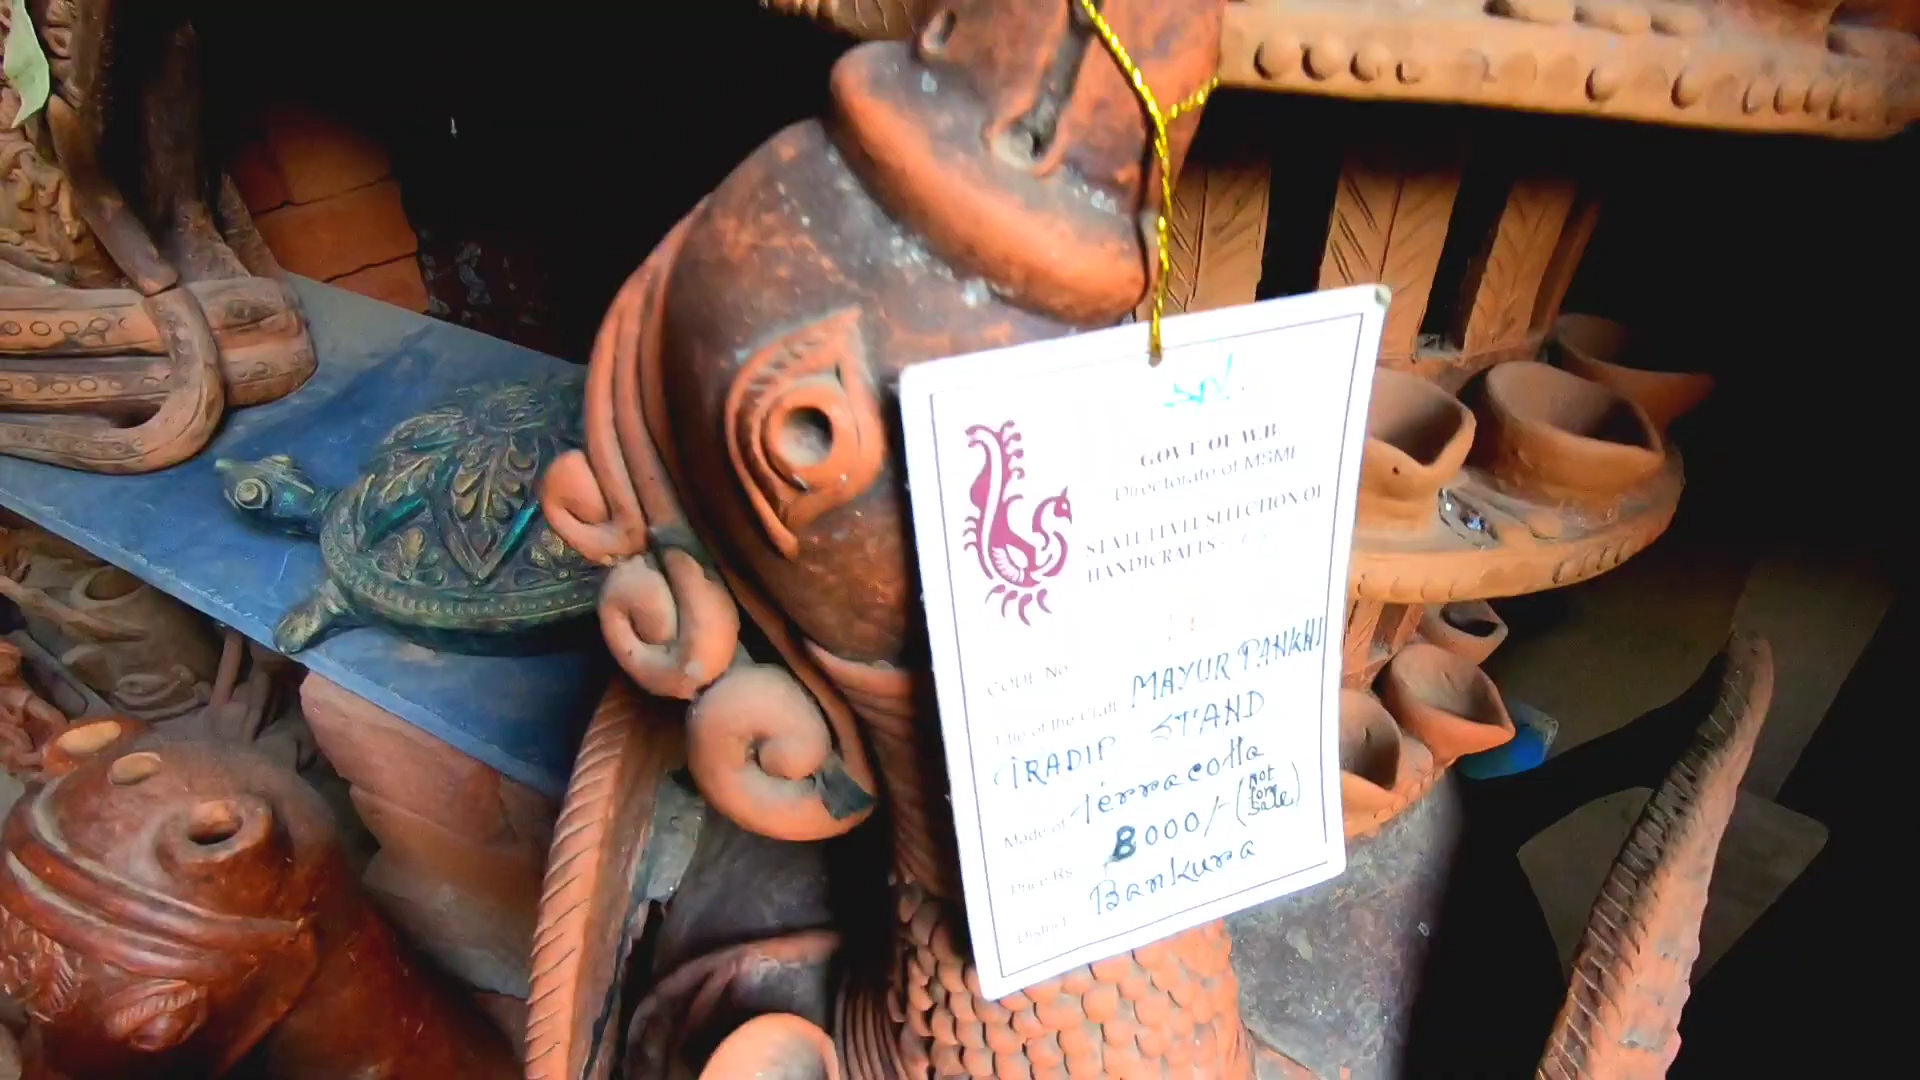 GOVT OF W.B.
Directorate of MSME
STATE LEVEL SELECTION OF
HANDICRAFTS
CODE No
Title of the Craft MAYUR PANKHI
PRADIP STAND
Made of Terracotta
Price Rs 8000/- (Not for sale)
District Bankura